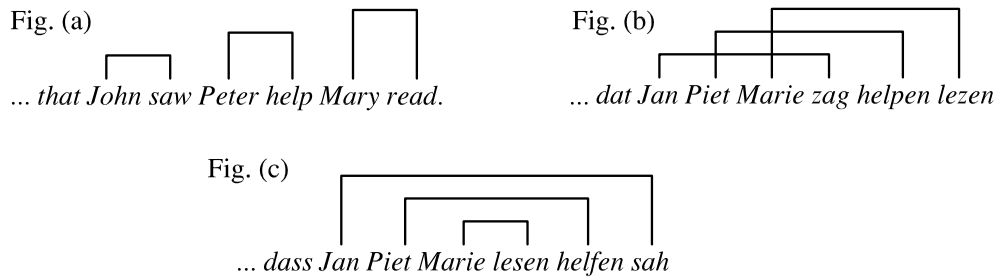 Fig. (a)
... that John saw Peter help Mary read.
Fig. (b)
... dat Jan Piet Marie zag helpen lezen
Fig. (c)
... dass Jan Piet Marie lesen helfen sah